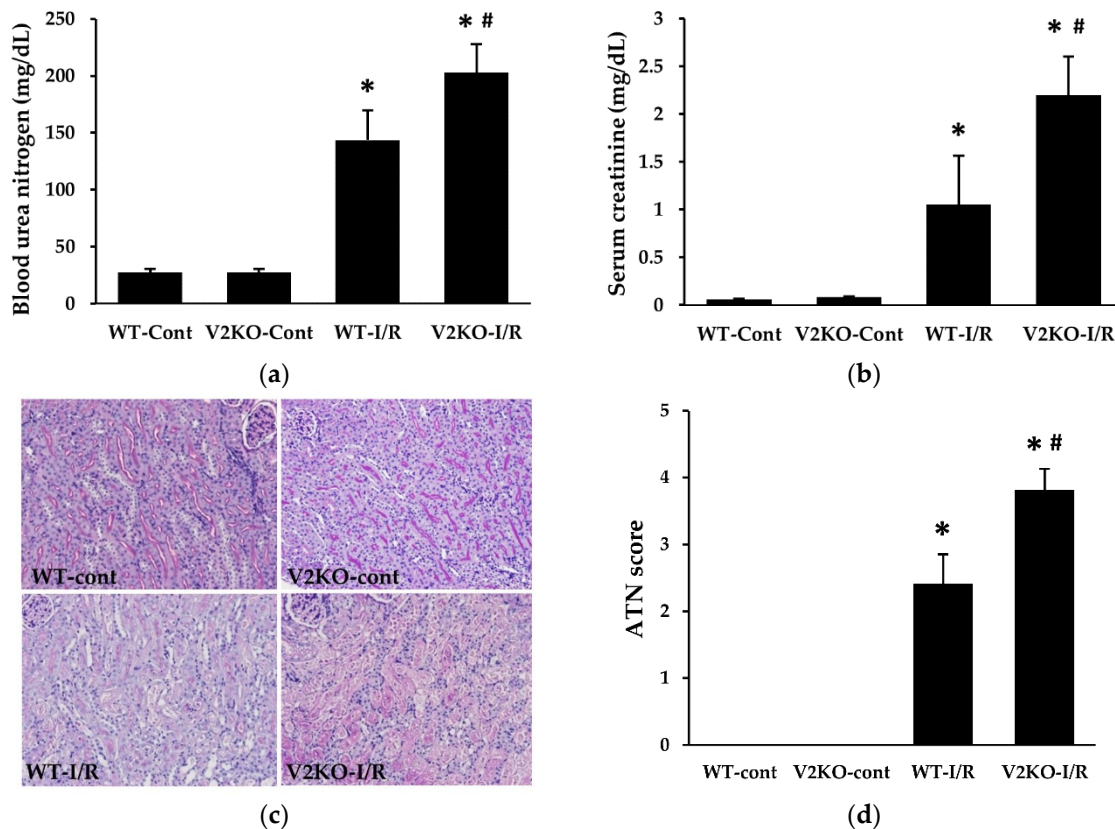 Blood urea nitrogen (mg/dL)
250
200
150
100
50
0
*
* #
WT-Cont V2KO-Cont WT-I/R V2KO-I/R
(a)
Serum creatinine (mg/dL)
3
2.5
2
1.5
1
0.5
0
*
* #
WT-Cont V2KO-Cont WT-I/R V2KO-I/R
(b)
WT-cont V2KO-cont
WT-I/R V2KO-I/R
(c)
ATN score
5
4
3
2
1
0
*
* #
WT-cont V2KO-cont WT-I/R V2KO-I/R
(d)